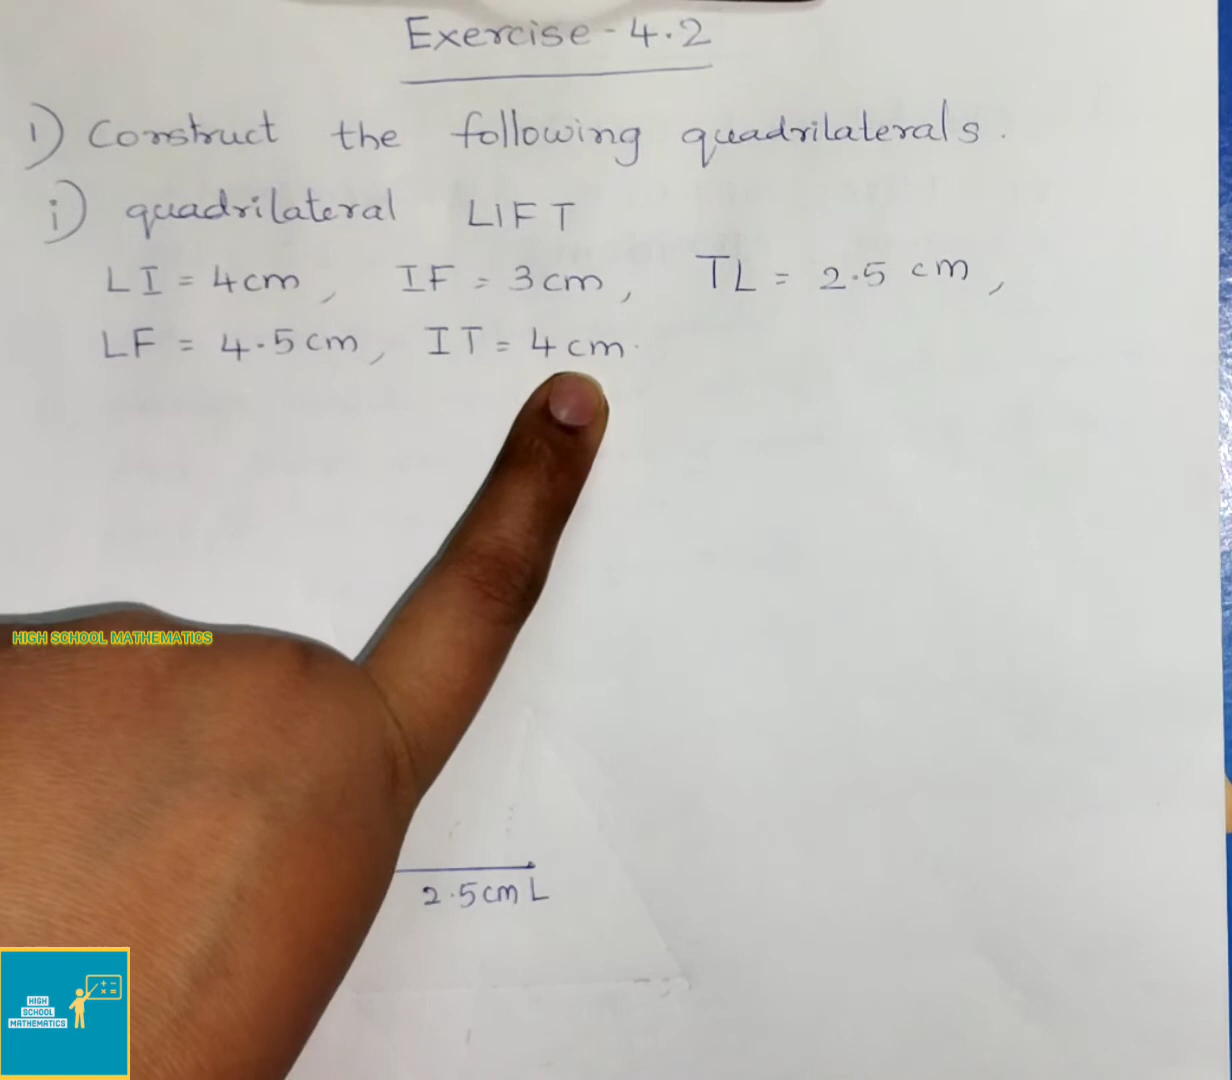 Exercise - 4.2
1) Construct the following quadrilaterals.
i) quadrilateral LIFT
LI = 4cm, IF = 3cm, TL = 2.5 cm,
LF = 4.5cm, IT = 4cm.
HIGH SCHOOL MATHEMATICS
2.5cm L
HIGH
SCHOOL
MATHEMATICS